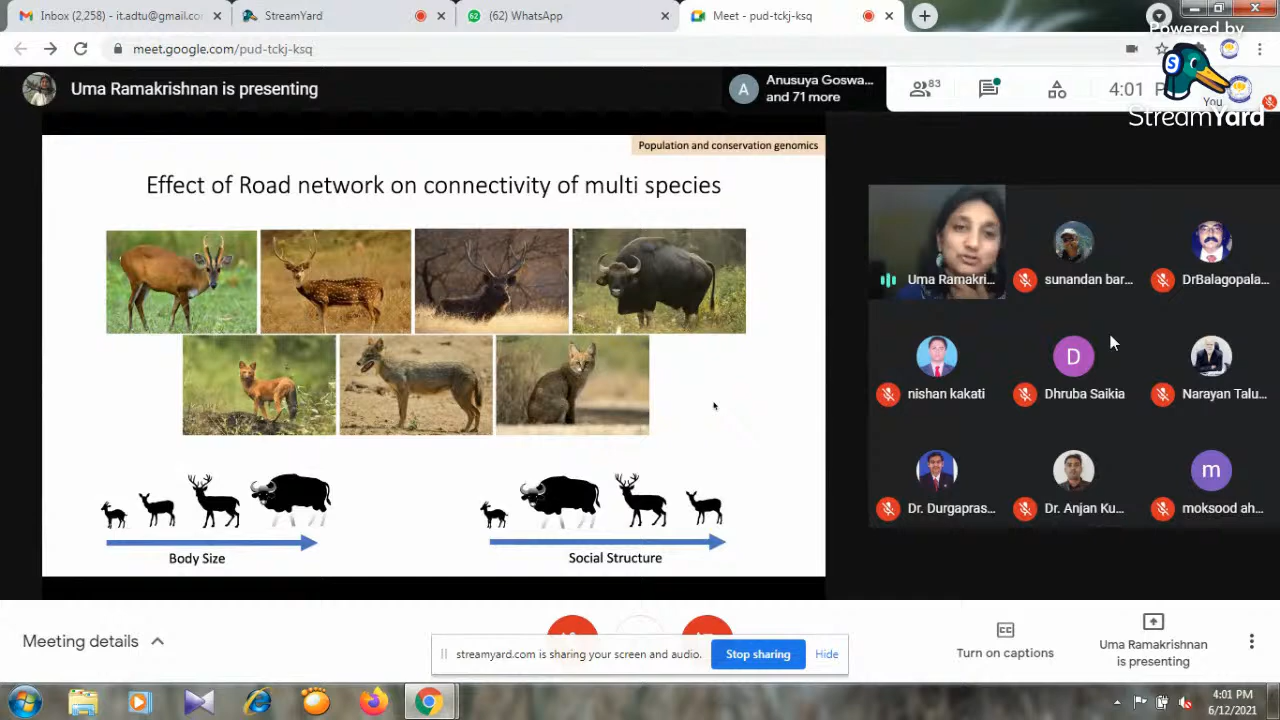 Inbox (2,258) - it.adtu@gmail.co
StreamYard
(62) WhatsApp
Meet - pud-tckj-ksq
Powered by
meet.google.com/pud-tckj-ksq
StreamYard
Uma Ramakrishnan is presenting
A
Anusuya Goswa...
and 71 more
83
4:01 P
You
Population and conservation genomics
Effect of Road network on connectivity of multi species
Body Size
Social Structure
Uma Ramakri...
sunandan bar...
DrBalagopala...
nishan kakati
D
Dhruba Saikia
Narayan Talu...
Dr. Durgapras...
Dr. Anjan Ku...
m
moksood ah...
Meeting details
streamyard.com is sharing your screen and audio.
Stop sharing
Hide
CC
Turn on captions
Uma Ramakrishnan
is presenting
4:01 PM
6/12/2021